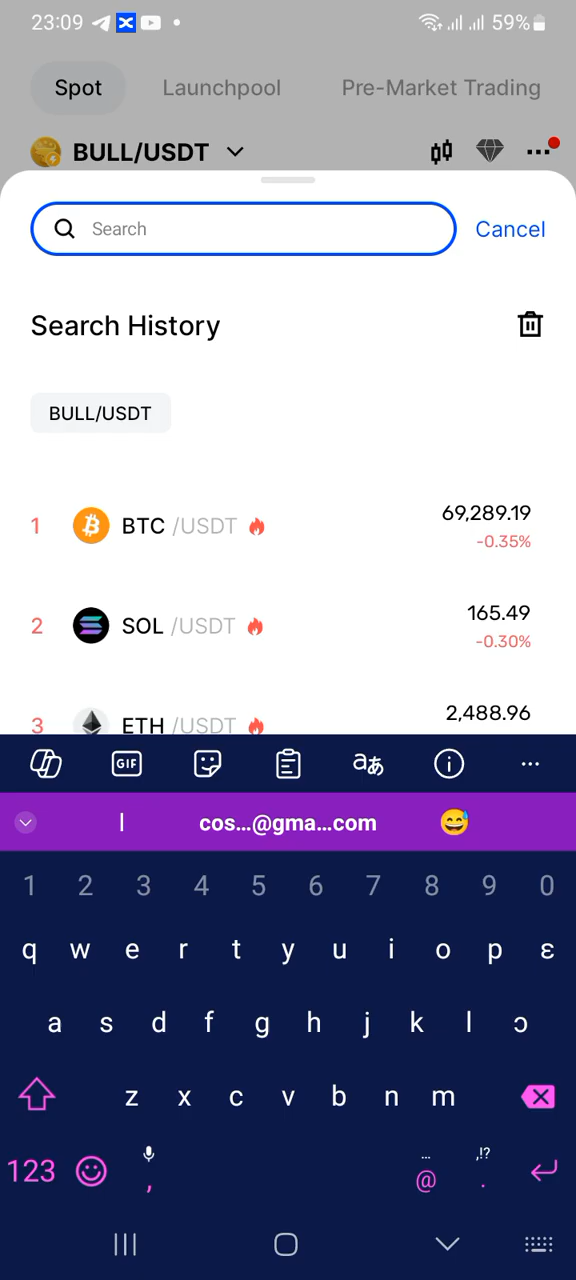 23:09 59%
Spot Launchpool Pre-Market Trading
BULL/USDT
Search Cancel
Search History
BULL/USDT
1 BTC /USDT 69,289.19
-0.35%
2 SOL /USDT 165.49
-0.30%
3 ETH /USDT 2,488.96
GIF aあ
I cos...@gma...com 😅
1 2 3 4 5 6 7 8 9 0
q w e r t y u i o p ɛ
a s d f g h j k l ɔ
z x c v b n m
... ,!?
123 , @ .